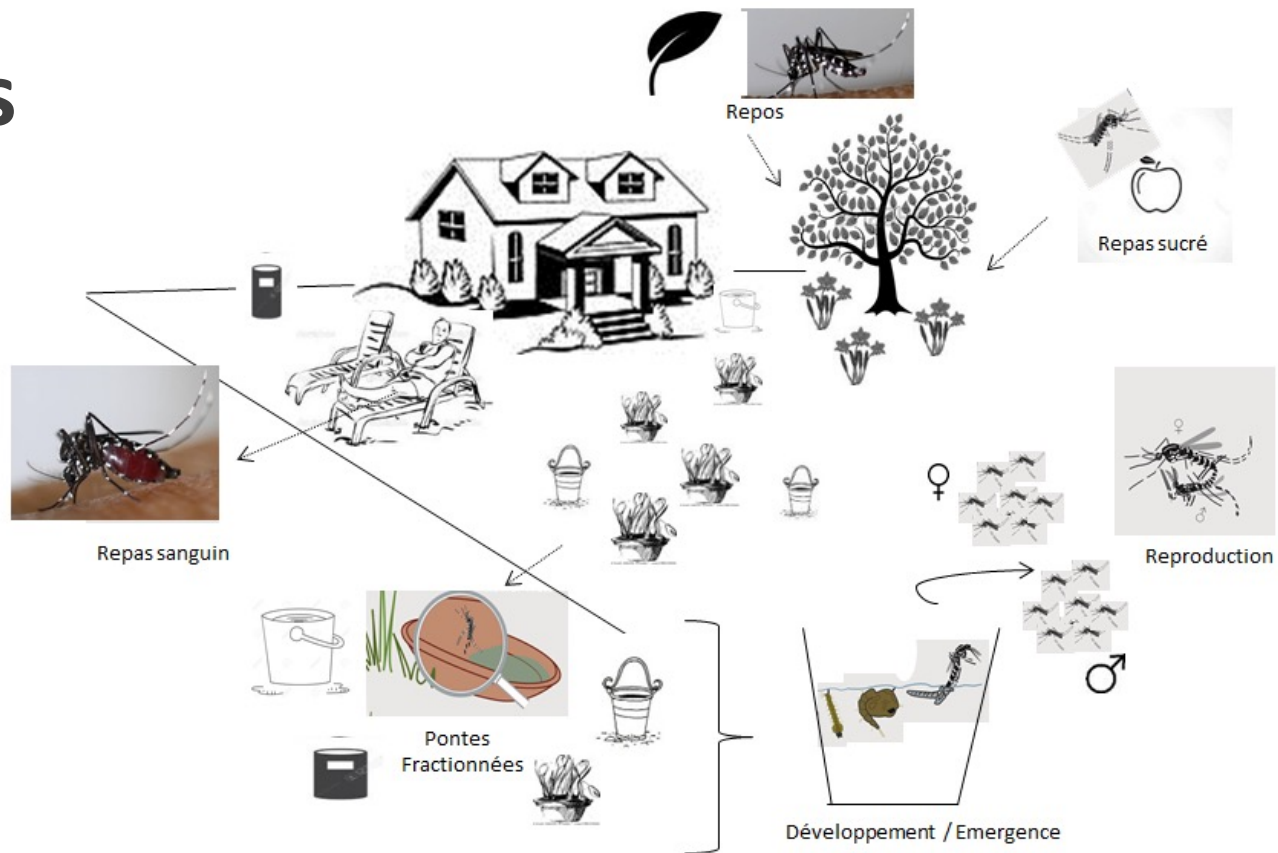 s
Repos
Repas sucré
Repas sanguin
♀
♀
♂
Reproduction
♂
Pontes
Fractionnées
Développement / Emergence